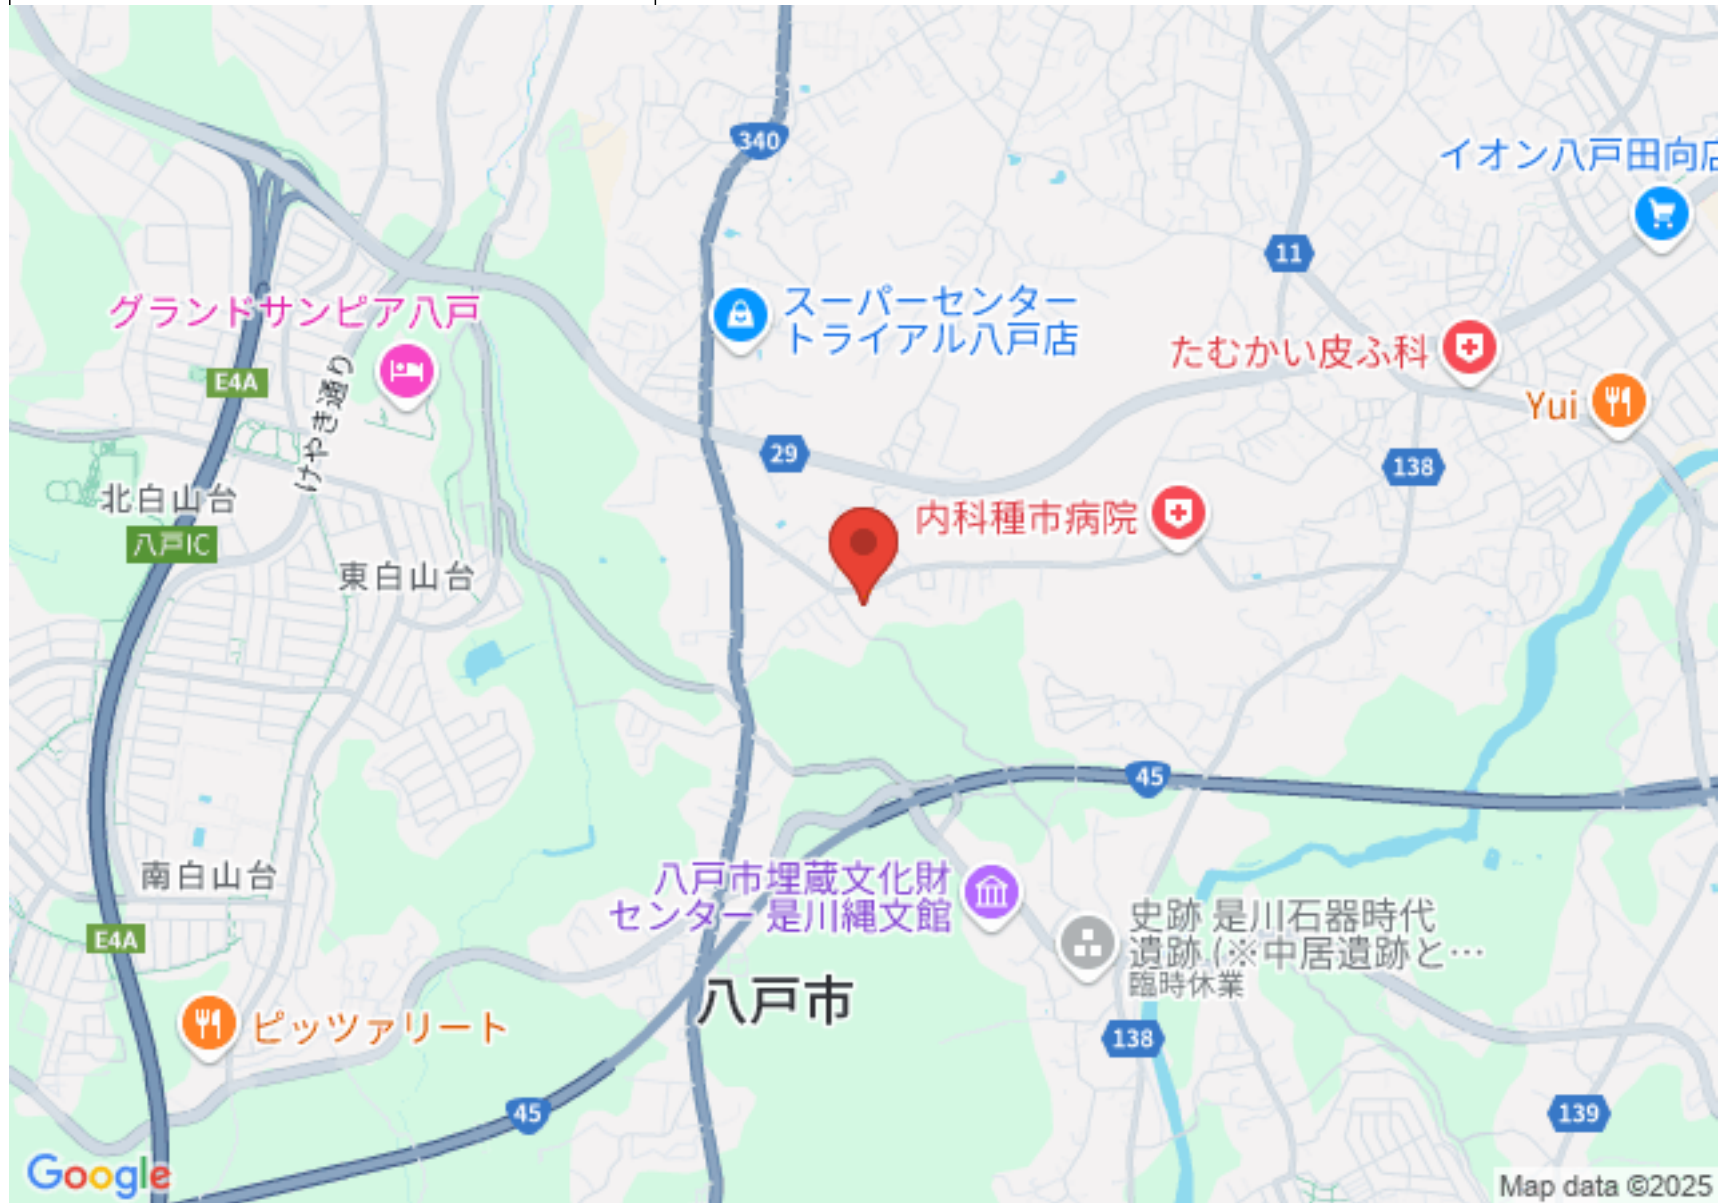 340
イオン八戸田向店
11
グランドサンピア八戸
スーパーセンター
トライアル八戸店
たむかい皮ふ科
E4A
けやき通り
Yui
29
138
北白山台
内科種市病院
八戸IC
東白山台
45
南白山台
八戸市埋蔵文化財
センター 是川縄文館
史跡 是川石器時代
遺跡 (※中居遺跡と…
臨時休業
E4A
八戸市
ピッツァリート
138
45
139
Google
Map data ©2025